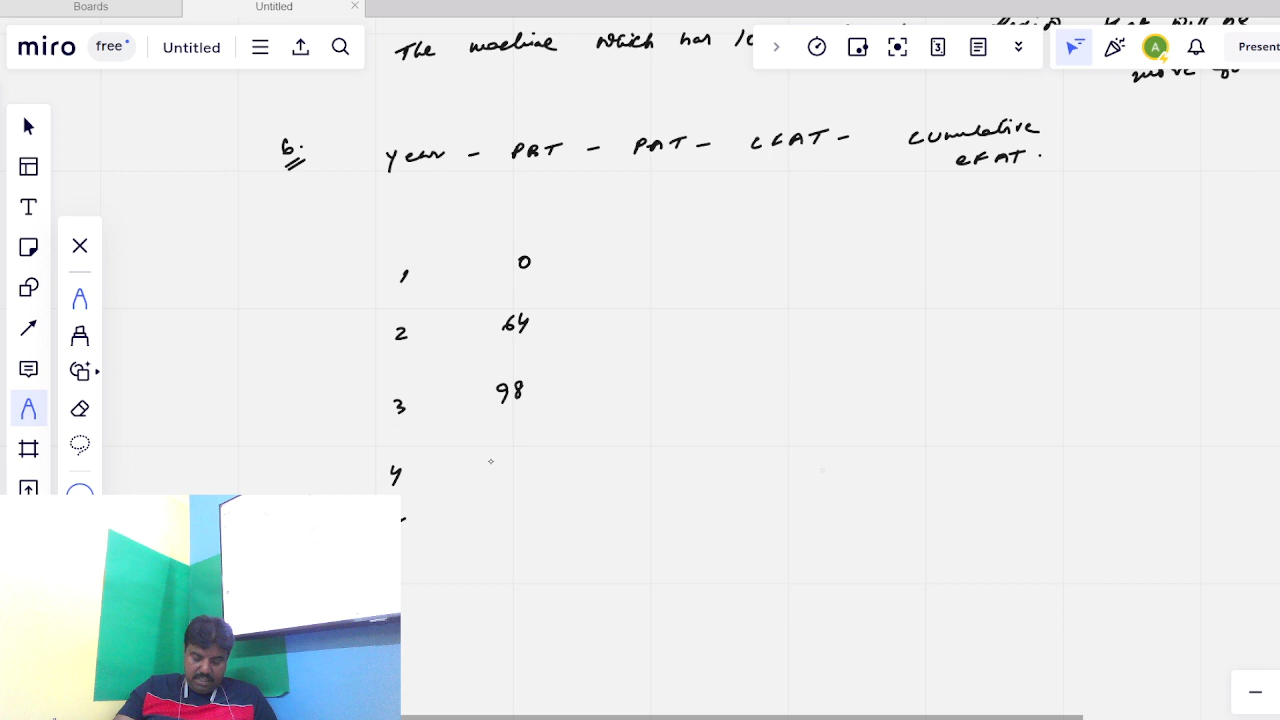 Boards
Untitled
miro free Untitled
The machine which has
Present
6. year - PBT - PAT - CFAT - cumulative
CFAT.
1 0
2 64
3 98
4